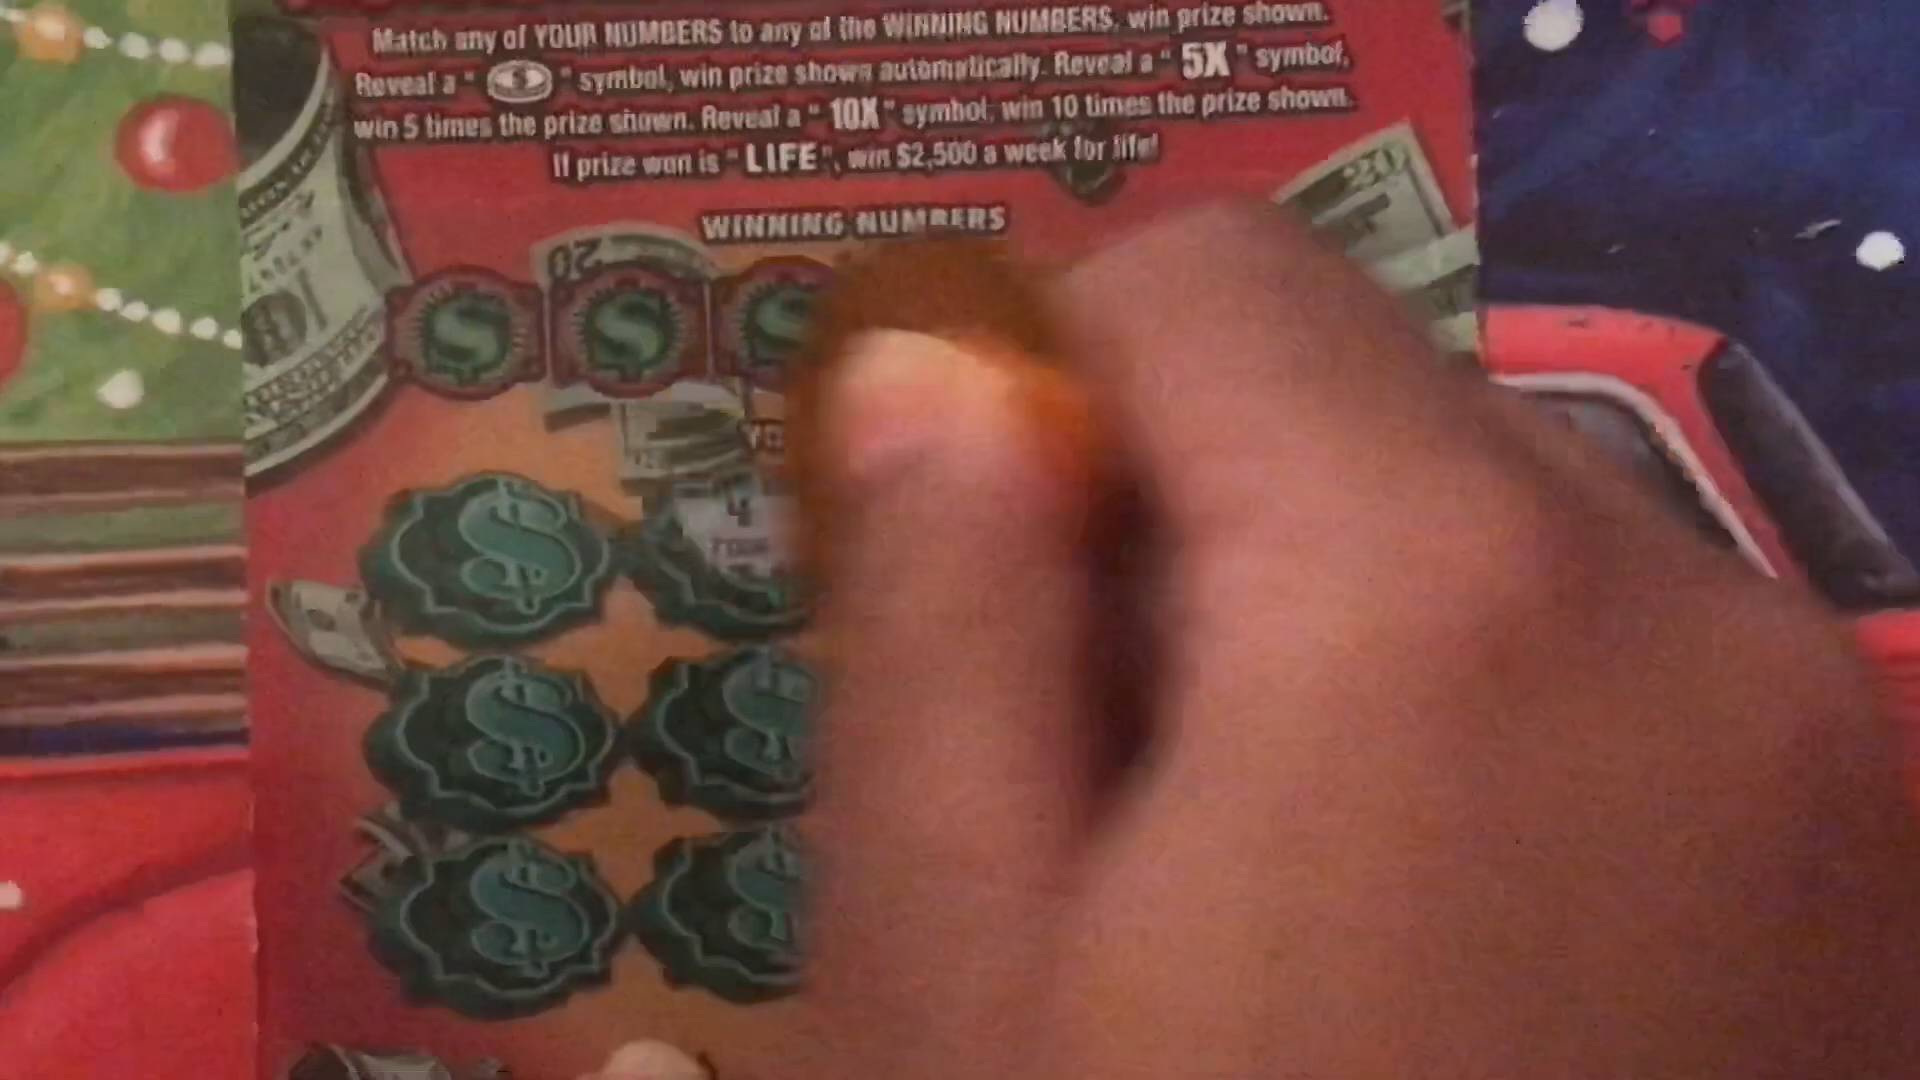 Match any of YOUR NUMBERS to any of the WINNING NUMBERS, win prize shown.
Reveal a " " symbol, win prize shown automatically. Reveal a " 5X " symbol,
win 5 times the prize shown. Reveal a " 10X " symbol, win 10 times the prize shown.
If prize won is " LIFE ", win $2,500 a week for life!
WINNING NUMBERS
20
$ $ $
YO
$
$ $
$ $